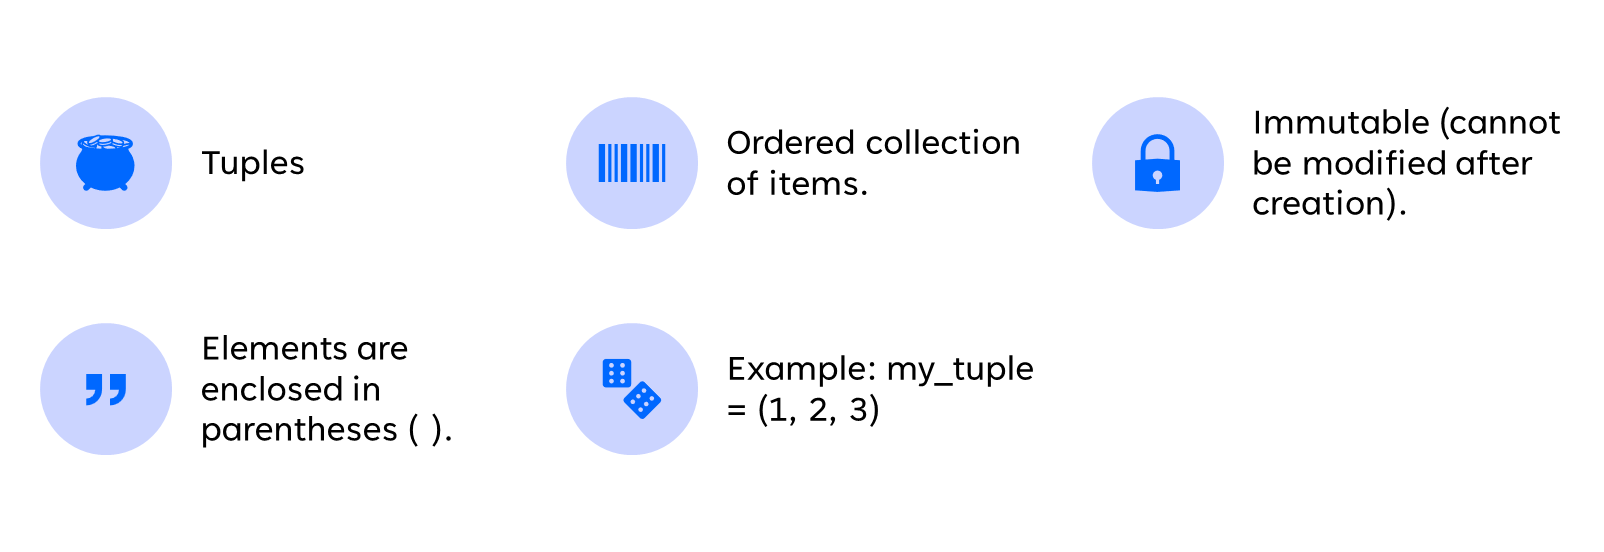 Tuples
Ordered collection
of items.
Immutable (cannot
be modified after
creation).
Elements are
enclosed in
parentheses ( ).
Example: my_tuple
= (1, 2, 3)